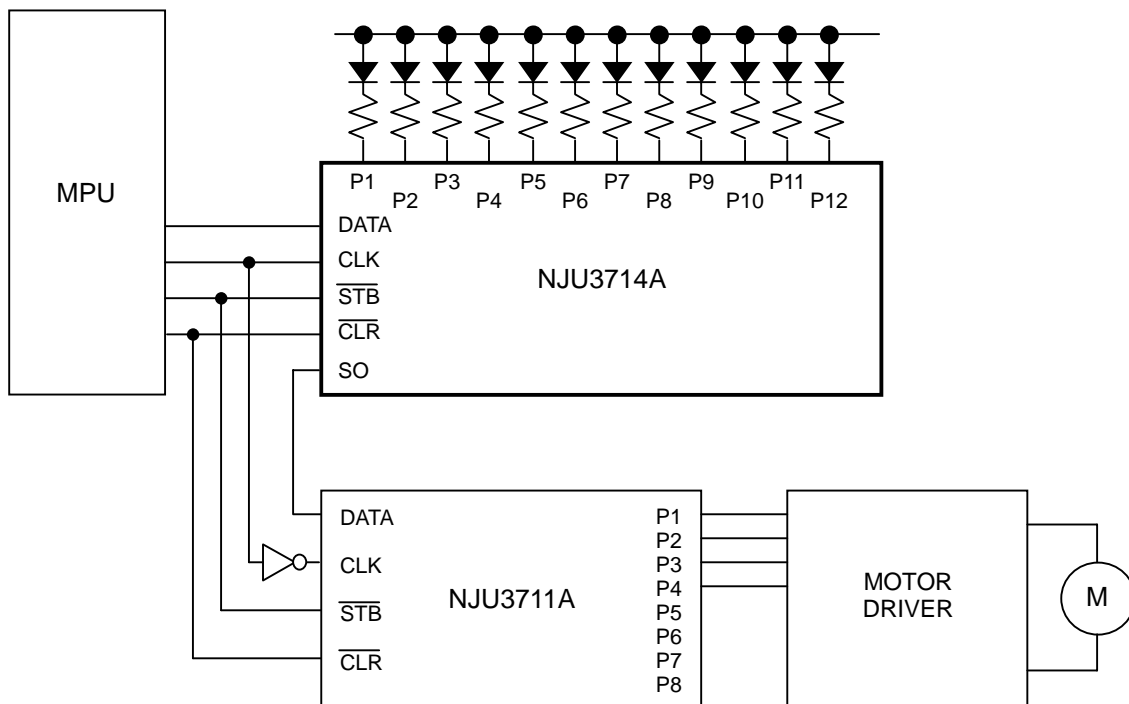 MPU
P1 P3 P5 P7 P9 P11
P2 P4 P6 P8 P10 P12
DATA
CLK
STB
CLR
SO
NJU3714A
DATA
CLK
STB
CLR
NJU3711A
P1
P2
P3
P4
P5
P6
P7
P8
MOTOR
DRIVER
M